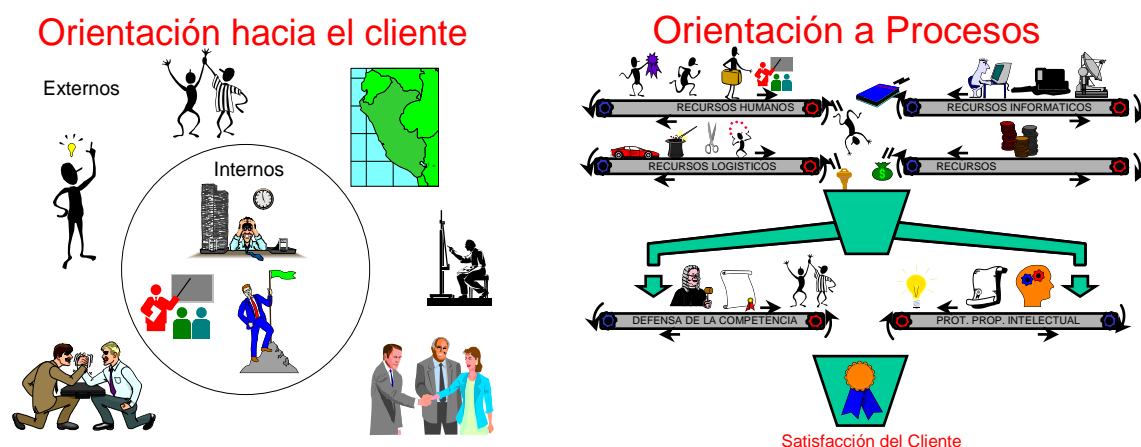 Orientación hacia el cliente
Externos
Internos
Orientación a Procesos
RECURSOS HUMANOS
RECURSOS INFORMATICOS
RECURSOS LOGISTICOS
RECURSOS
$
DEFENSA DE LA COMPETENCIA
PROT. PROP. INTELECTUAL
Satisfacción del Cliente